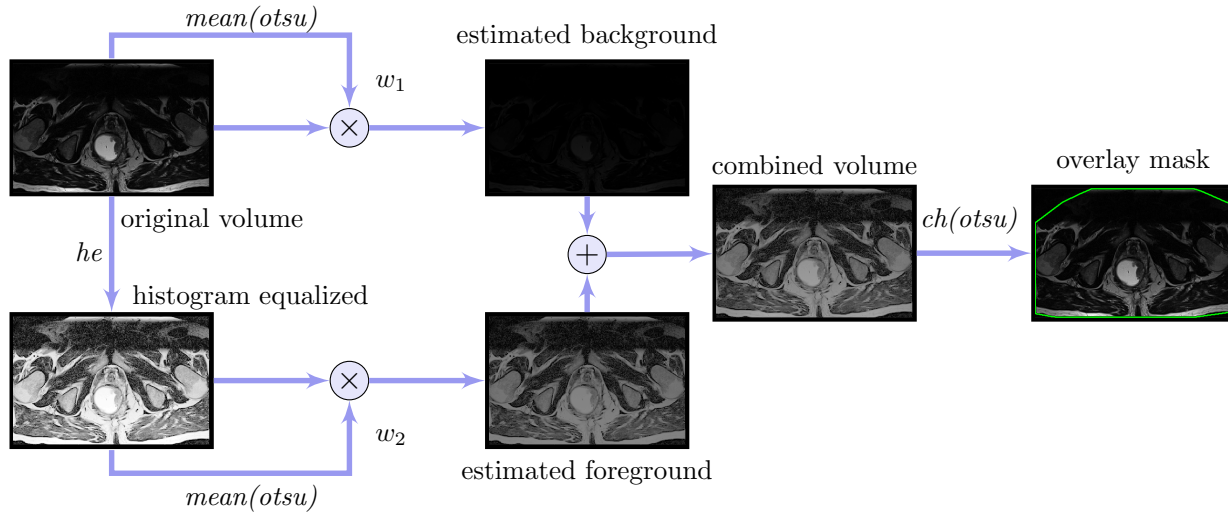 mean(otsu)
estimated background
w1
×
combined volume
overlay mask
original volume
ch(otsu)
he
+
histogram equalized
×
w2
estimated foreground
mean(otsu)